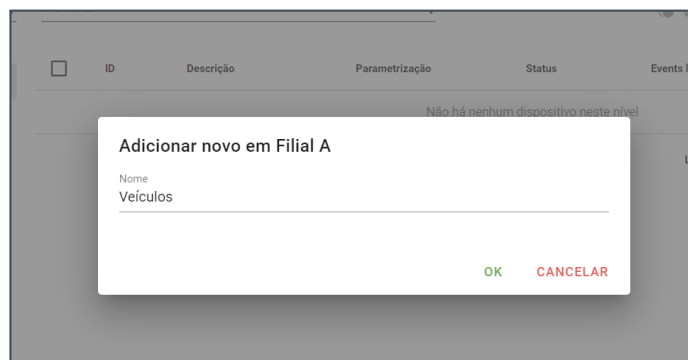 ID Descrição Parametrização Status Events
Não há nenhum dispositivo neste nível
Adicionar novo em Filial A
Nome
Veículos
OK CANCELAR